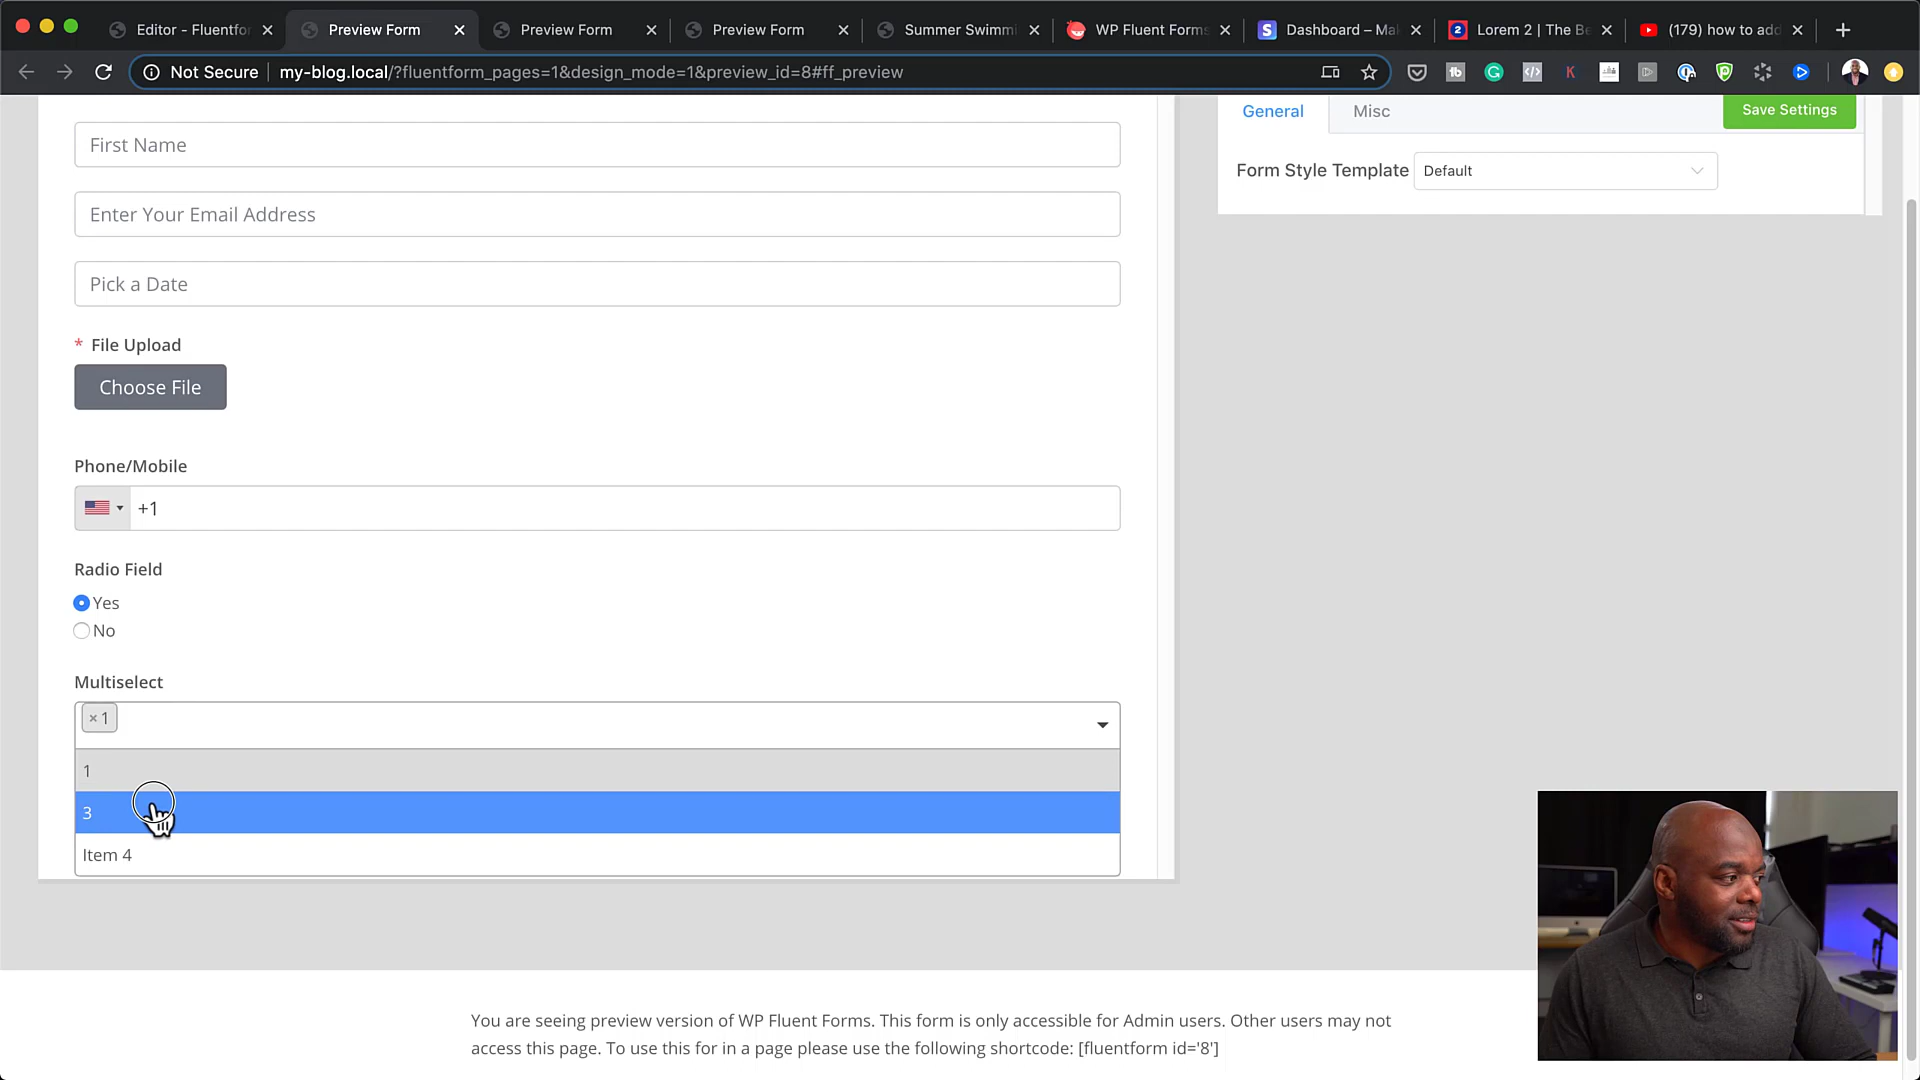 Editor - Fluentfor
Preview Form
Preview Form
Preview Form
Summer Swimmi
WP Fluent Forms
Dashboard – Mak
Lorem 2 | The Be
(179) how to add
Not Secure
my-blog.local/?fluentform_pages=1&design_mode=1&preview_id=8#ff_preview
General
Misc
Save Settings
Form Style Template
Default
First Name
Enter Your Email Address
Pick a Date
* File Upload
Choose File
Phone/Mobile
+1
Radio Field
Yes
No
Multiselect
× 1
1
3
Item 4
You are seeing preview version of WP Fluent Forms. This form is only accessible for Admin users. Other users may not
access this page. To use this for in a page please use the following shortcode: [fluentform id='8']